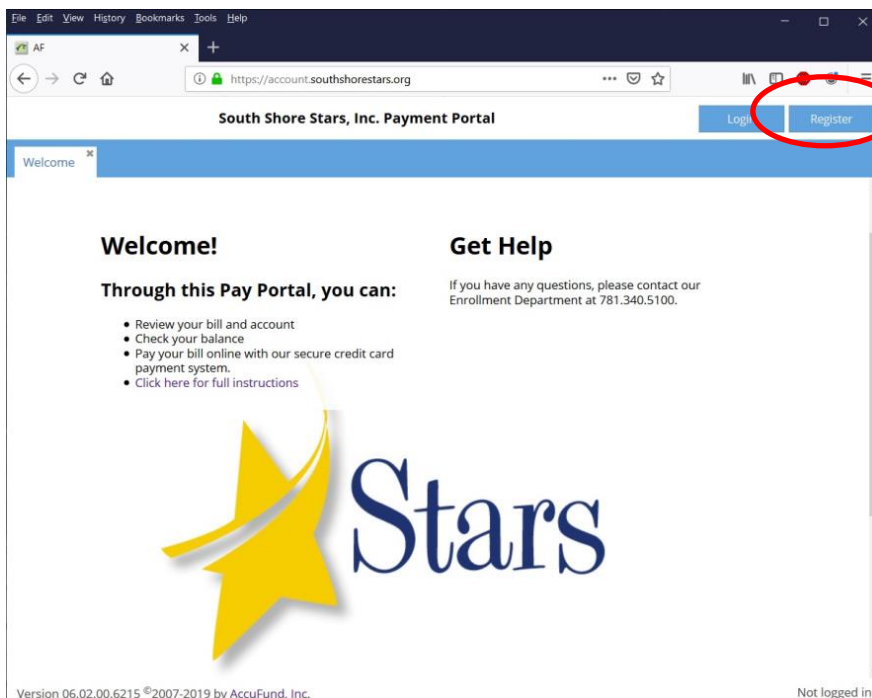 File Edit View History Bookmarks Tools Help
AF
https://account.southshorestars.org
South Shore Stars, Inc. Payment Portal
Login
Register
Welcome
Welcome!
Through this Pay Portal, you can:
Review your bill and account
Check your balance
Pay your bill online with our secure credit card
payment system.
Click here for full instructions
Get Help
If you have any questions, please contact our
Enrollment Department at 781.340.5100.
Stars
Version 06.02.00.6215 ©2007-2019 by AccuFund, Inc.
Not logged in